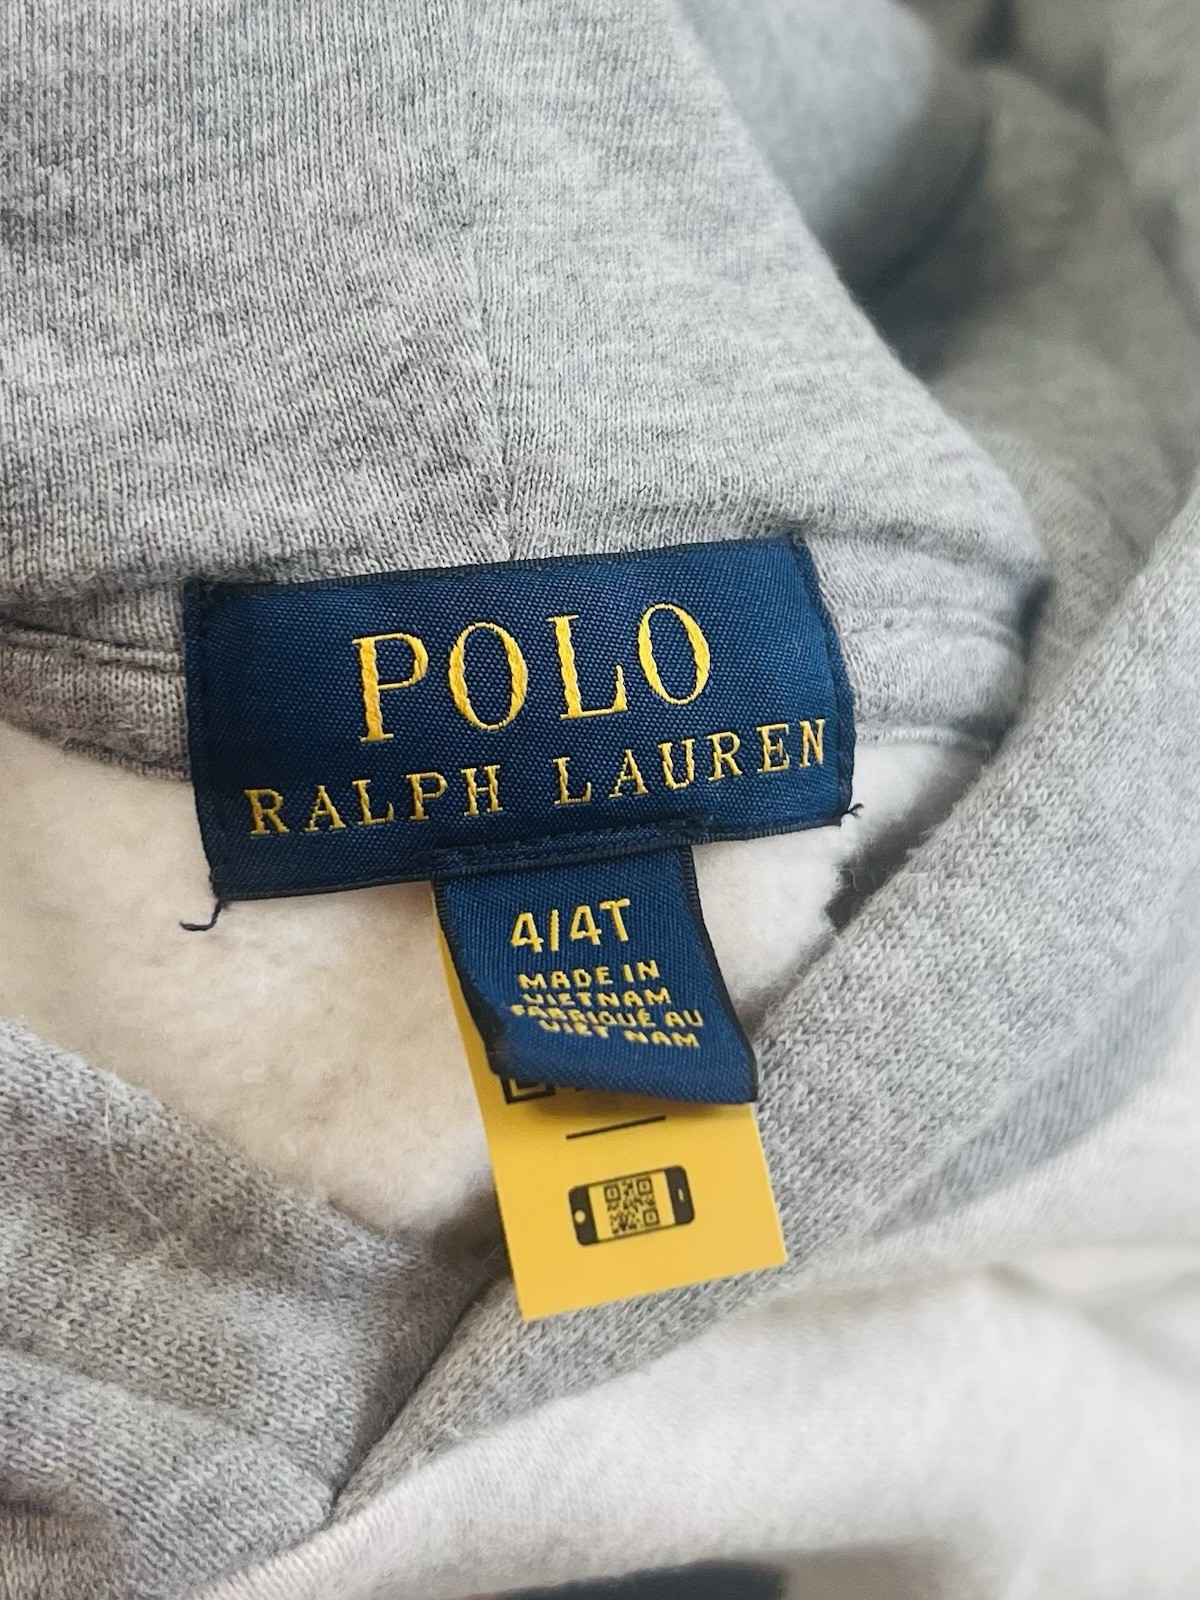 POLO
RALPH LAUREN
4/4T
MADE IN
VIETNAM
FABRIQUÉ AU
VIET NAM